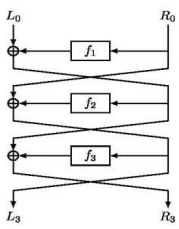 L₀ R₀
f₁
f₂
f₃
L₃ R₃